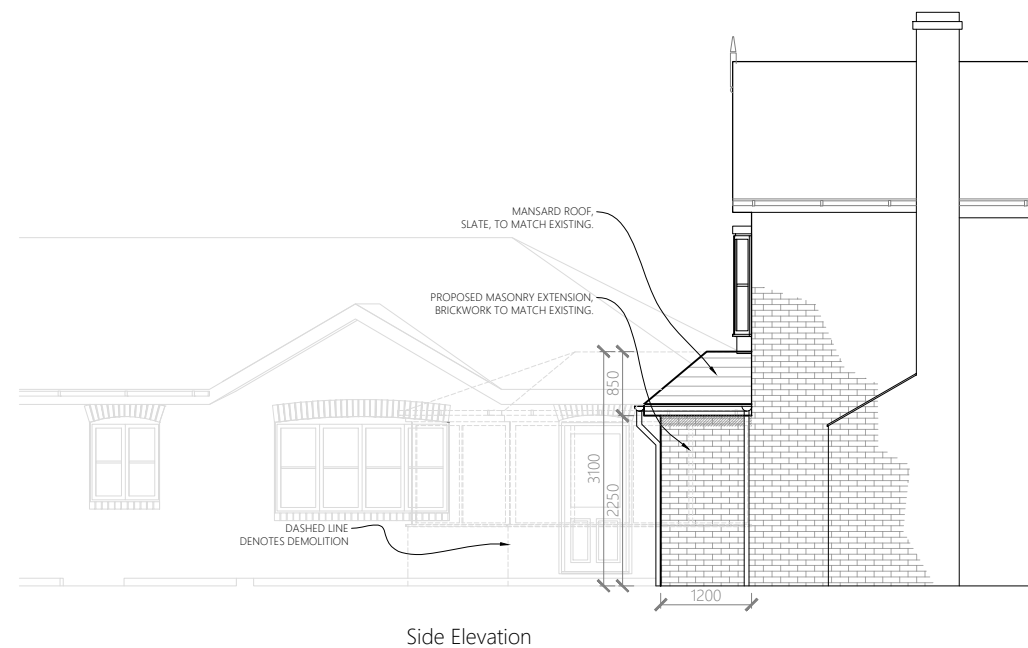 MANSARD ROOF,
SLATE, TO MATCH EXISTING.
PROPOSED MASONRY EXTENSION,
BRICKWORK TO MATCH EXISTING.
850
3100
2250
DASHED LINE
DENOTES DEMOLITION
1200
Side Elevation